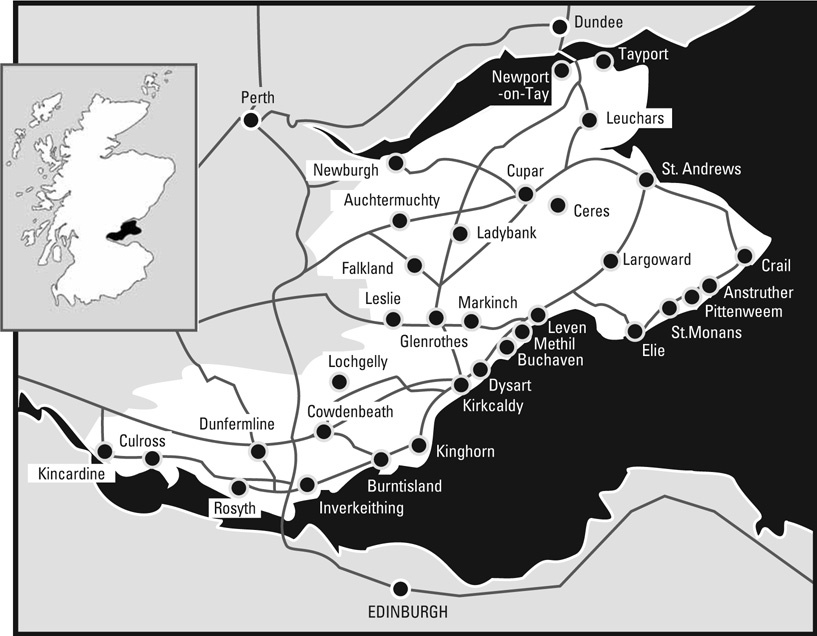 Dundee
Tayport
Newport
-on-Tay
Perth
Leuchars
Newburgh
Cupar
St. Andrews
Auchtermuchty
Ceres
Ladybank
Falkland
Largoward
Crail
Leslie
Markinch
Anstruther
Pittenweem
Glenrothes
Leven
St.Monans
Methil
Elie
Buchaven
Lochgelly
Dysart
Kirkcaldy
Cowdenbeath
Dunfermline
Culross
Kinghorn
Kincardine
Burntisland
Rosyth
Inverkeithing
EDINBURGH